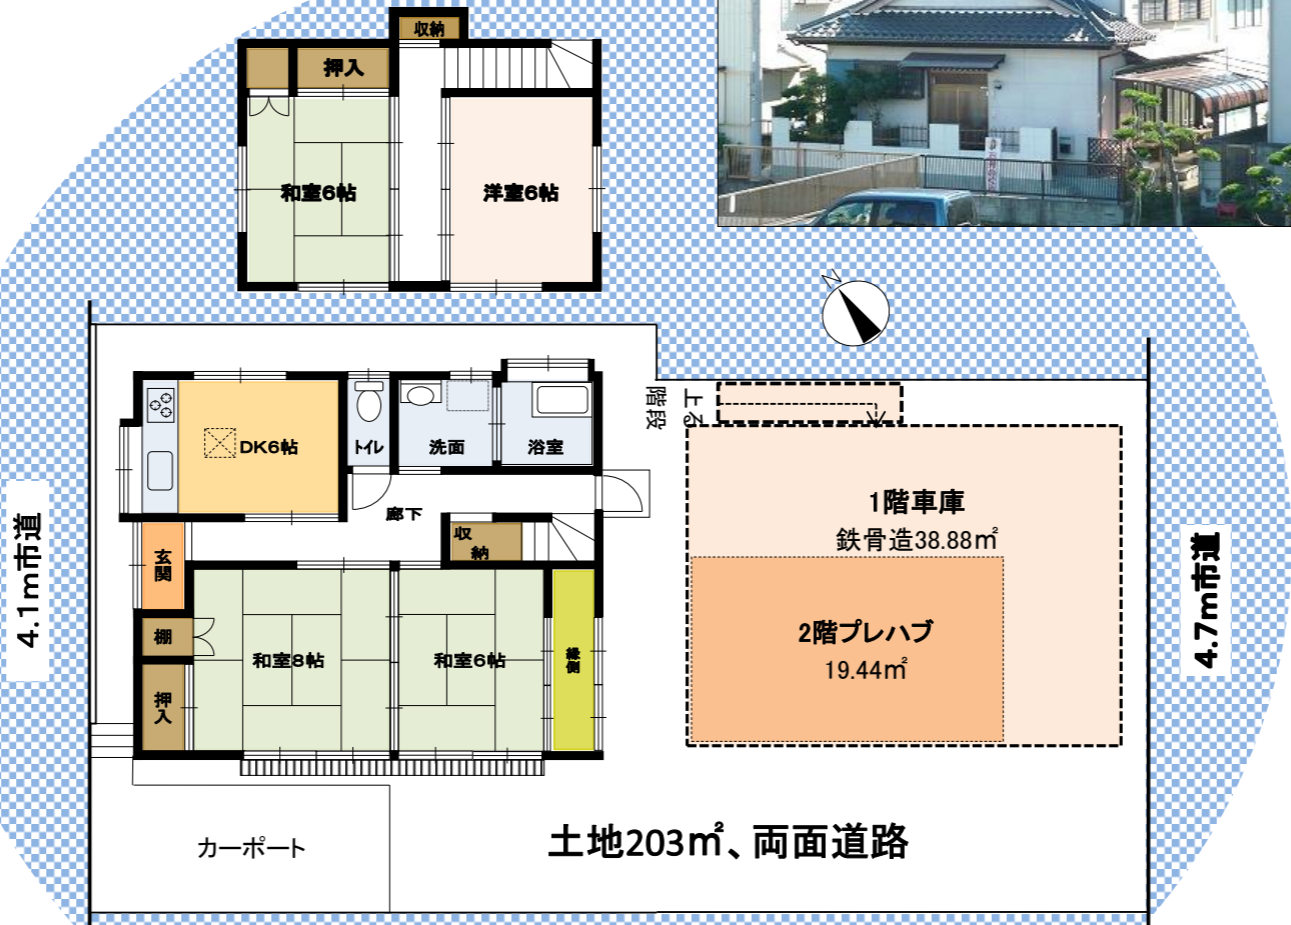 収納
押入
和室6帖
洋室6帖
N
DK6帖
トイレ
洗面
浴室
廊下
収
納
玄
関
棚
押
入
和室8帖
和室6帖
縁
側
上る
階段
1階車庫
鉄骨造38.88㎡
2階プレハブ
19.44㎡
4.1m市道
4.7m市道
カーポート
土地203㎡、両面道路